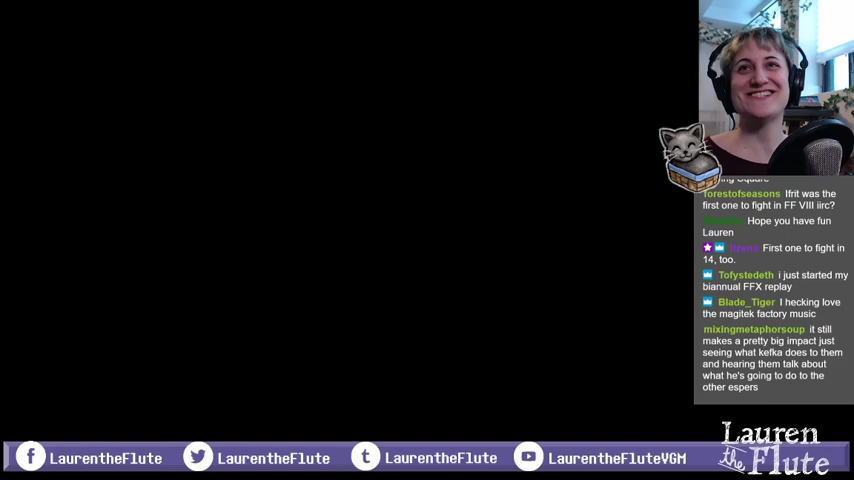 forestofseasons Ifrit was the
first one to fight in FF VIII iirc?
Hope you have fun
Lauren
First one to fight in
14, too.
Tofystedeth i just started my
biannual FFX replay
Blade_Tiger I hecking love
the magitek factory music
mixingmetaphorsoup it still
makes a pretty big impact just
seeing what kefka does to them
and hearing them talk about
what he's going to do to the
other espers
LaurentheFlute
LaurentheFlute
LaurentheFlute
LaurentheFluteVGM
Lauren
the Flute